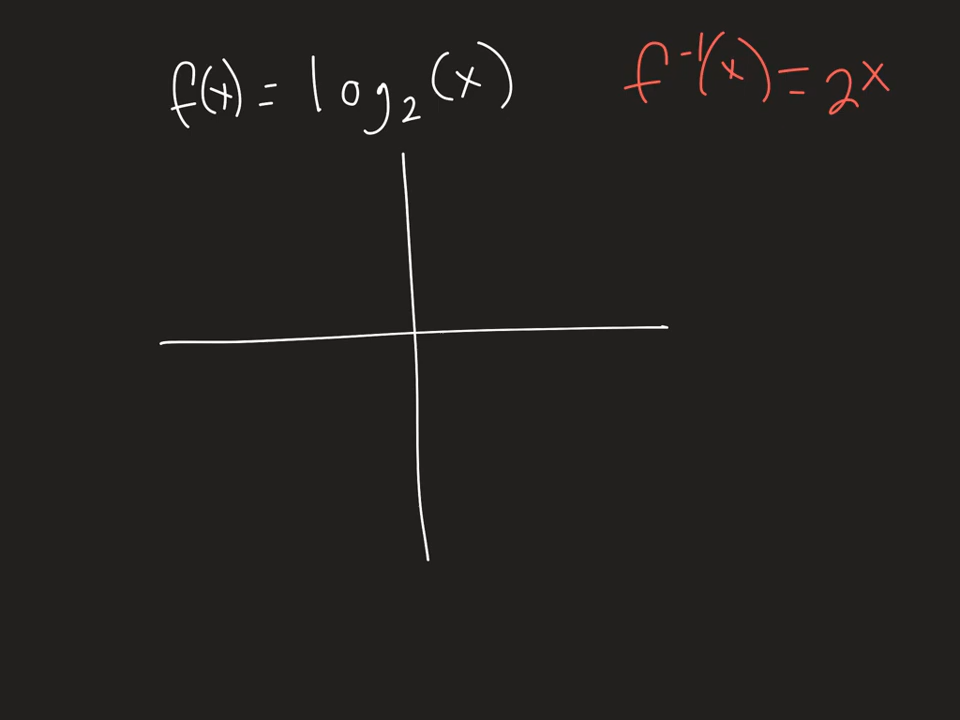 f(x) = log₂(x)
f⁻¹(x) = 2ˣ